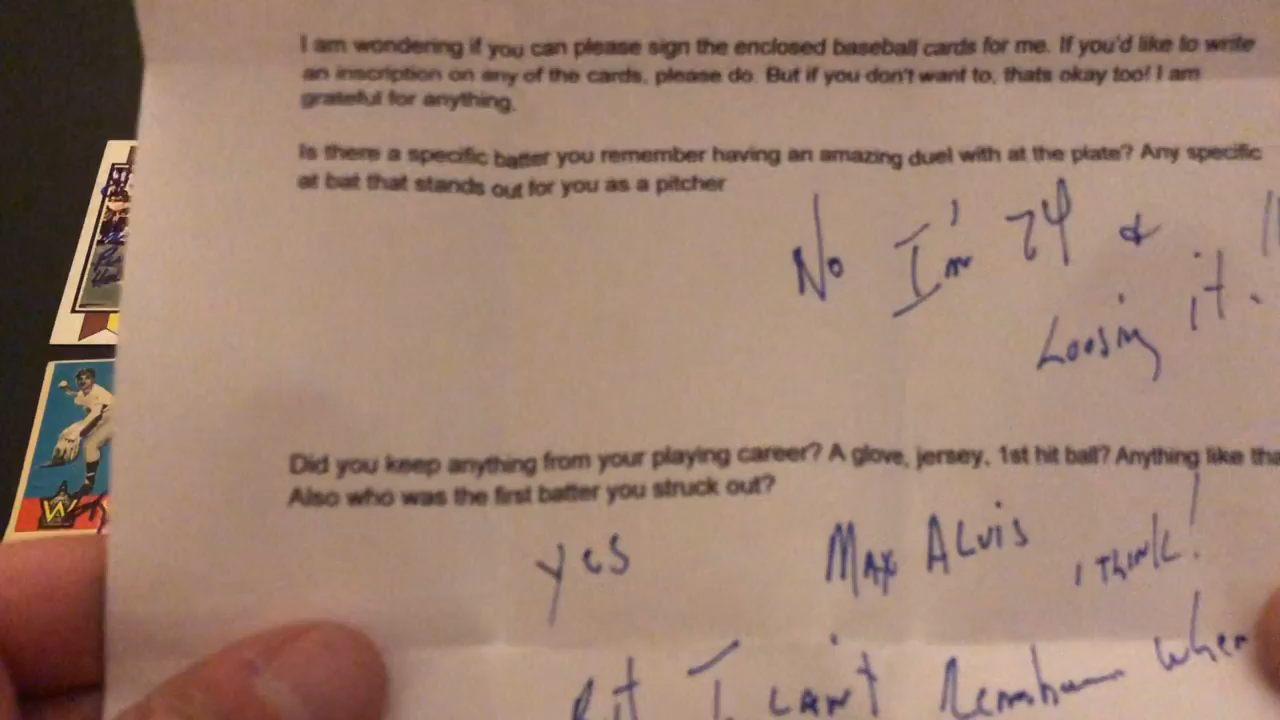 I am wondering if you can please sign the enclosed baseball cards for me. If you'd like to write
an inscription on any of the cards, please do. But if you don't want to, thats okay too! I am
grateful for anything.
Is there a specific batter you remember having an amazing duel with at the plate? Any specific
at bat that stands out for you as a pitcher
No I'm 74 & !!
Loosing it.
Did you keep anything from your playing career? A glove, jersey, 1st hit ball? Anything like tha
Also who was the first batter you struck out?
yes Max ALvis I THINK!
But I CAN'T Remember when
W